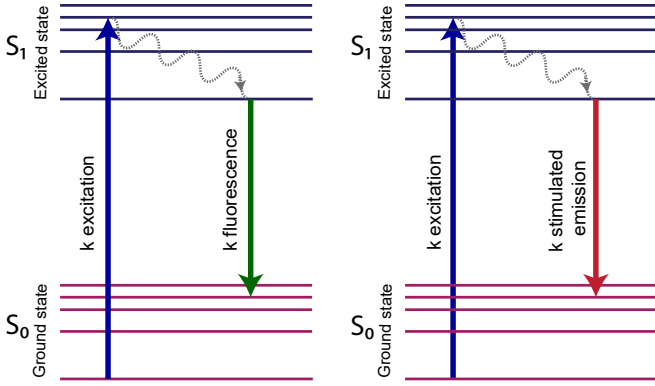 S1
Excited state
k excitation
k fluorescence
S0
Ground state
S1
Excited state
k excitation
k stimulated
emission
S0
Ground state